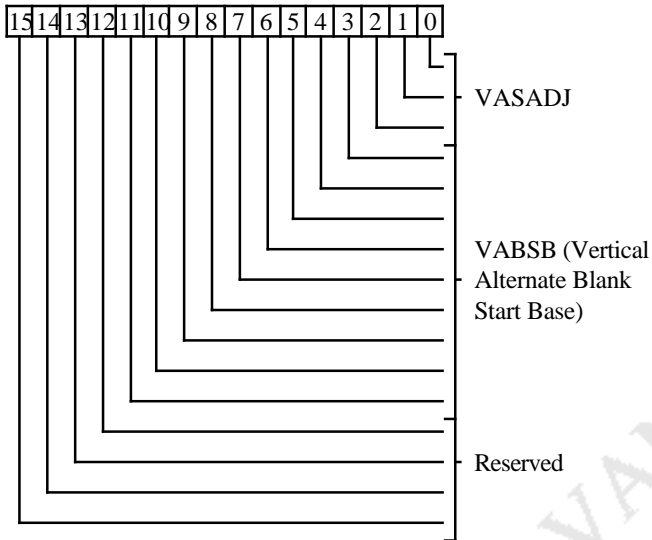 15 14 13 12 11 10 9 8 7 6 5 4 3 2 1 0
VASADJ
VABSB (Vertical
Alternate Blank
Start Base)
Reserved